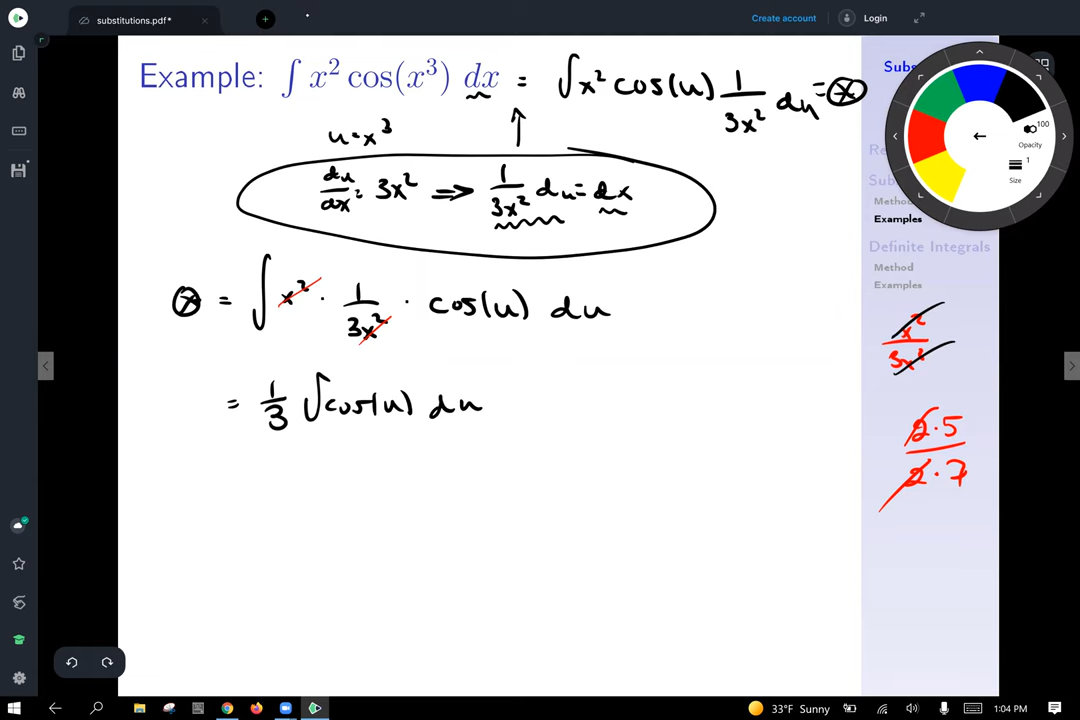 substitutions.pdf*
Create account
Login
Example: ∫ x² cos(x³) dx = ∫ x² cos(u) 1/3x² du = ⊗
u = x³
du/dx = 3x² ⇒ 1/3x² du = dx
⊗ = ∫ x² · 1/3x² · cos(u) du
= 1/3 ∫ cos(u) du
Method
Examples
Definite Integrals
Method
Examples
x²/3x²
2·5/2·7
100
Opacity
1
Size
33°F Sunny
1:04 PM